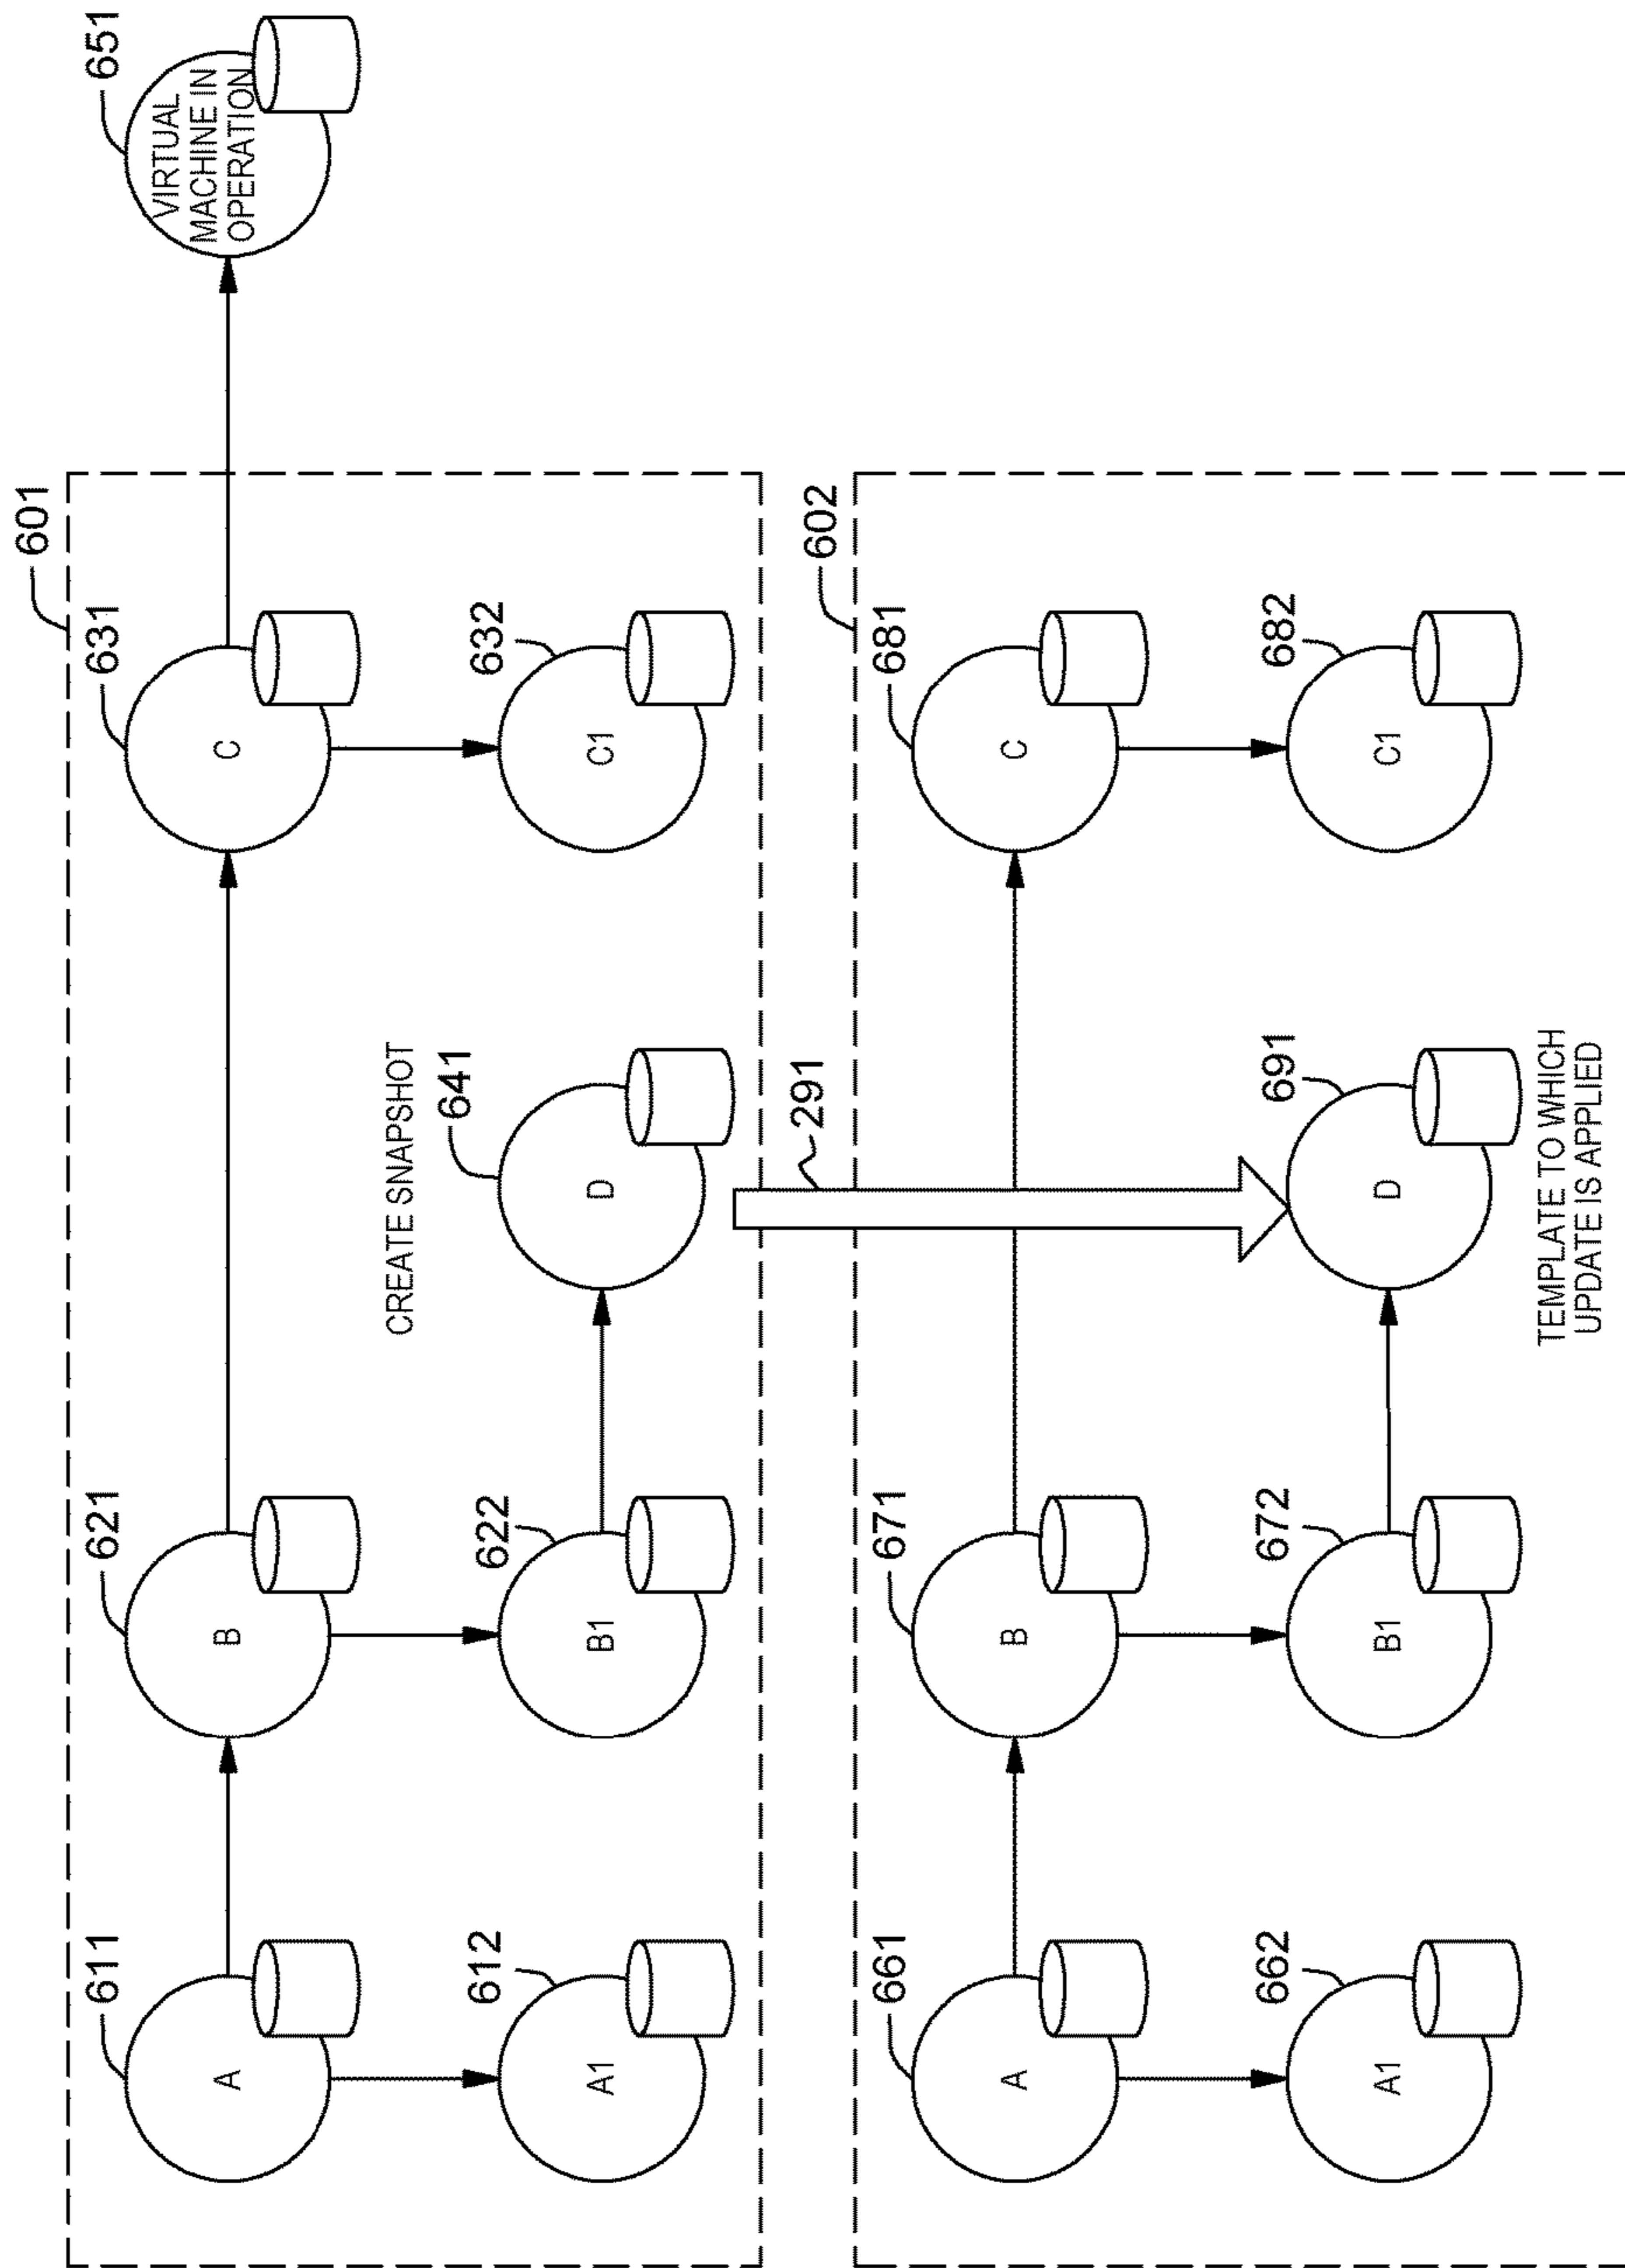 601
611
621
631
651
A
B
C
VIRTUAL
MACHINE IN
OPERATION
CREATE SNAPSHOT
641
612
622
632
A1
B1
D
C1
291
602
661
671
681
A
B
C
662
672
691
682
A1
B1
D
C1
TEMPLATE TO WHICH
UPDATE IS APPLIED